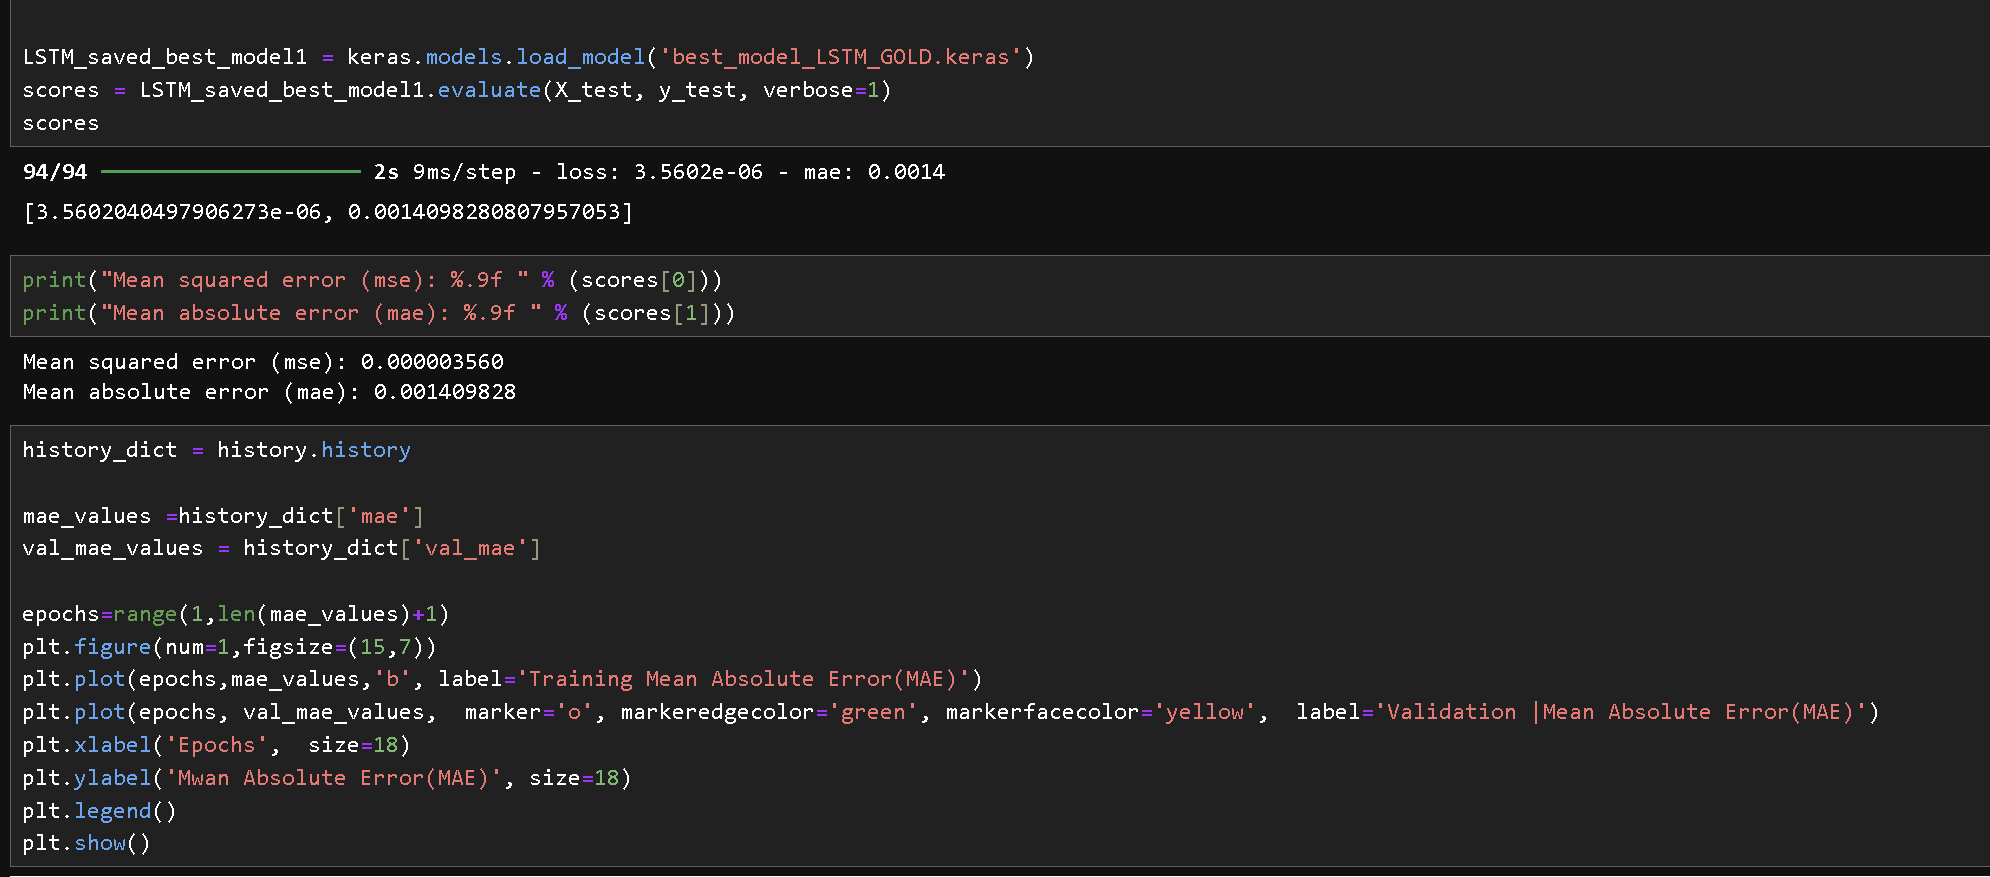 LSTM_saved_best_model1 = keras.models.load_model('best_model_LSTM_GOLD.keras')
scores = LSTM_saved_best_model1.evaluate(X_test, y_test, verbose=1)
scores
94/94 ━━━━━━━━━━━━━━━━━━━━ 2s 9ms/step - loss: 3.5602e-06 - mae: 0.0014
[3.5602040497906273e-06, 0.0014098280807957053]
print("Mean squared error (mse): %.9f " % (scores[0]))
print("Mean absolute error (mae): %.9f " % (scores[1]))
Mean squared error (mse): 0.000003560
Mean absolute error (mae): 0.001409828
history_dict = history.history
mae_values =history_dict['mae']
val_mae_values = history_dict['val_mae']
epochs=range(1,len(mae_values)+1)
plt.figure(num=1,figsize=(15,7))
plt.plot(epochs,mae_values,'b', label='Training Mean Absolute Error(MAE)')
plt.plot(epochs, val_mae_values,  marker='o', markeredgecolor='green', markerfacecolor='yellow',  label='Validation |Mean Absolute Error(MAE)')
plt.xlabel('Epochs',  size=18)
plt.ylabel('Mwan Absolute Error(MAE)', size=18)
plt.legend()
plt.show()